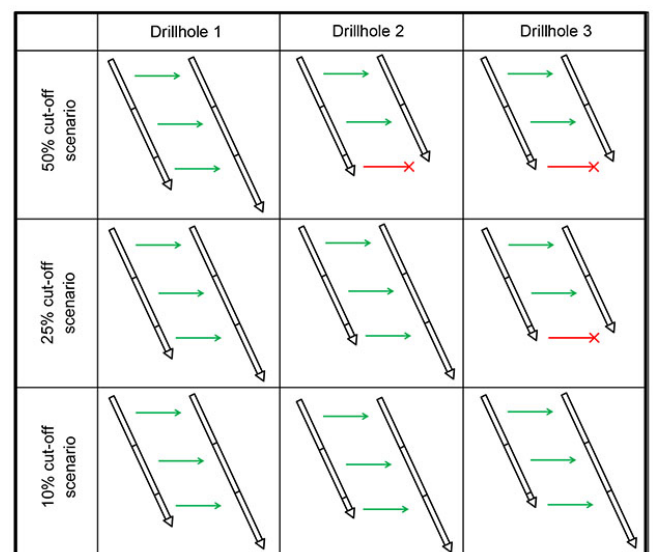 Drillhole 1
Drillhole 2
Drillhole 3
50% cut-off
scenario
25% cut-off
scenario
10% cut-off
scenario